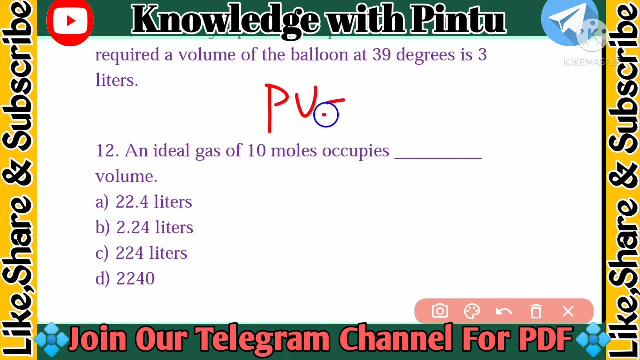 Knowledge with Pintu
required a volume of the balloon at 39 degrees is 3
liters.
PV
12. An ideal gas of 10 moles occupies __________
volume.
a) 22.4 liters
b) 2.24 liters
c) 224 liters
d) 2240
Like,Share & Subscribe
Like,Share & Subscribe
Join Our Telegram Channel For PDF